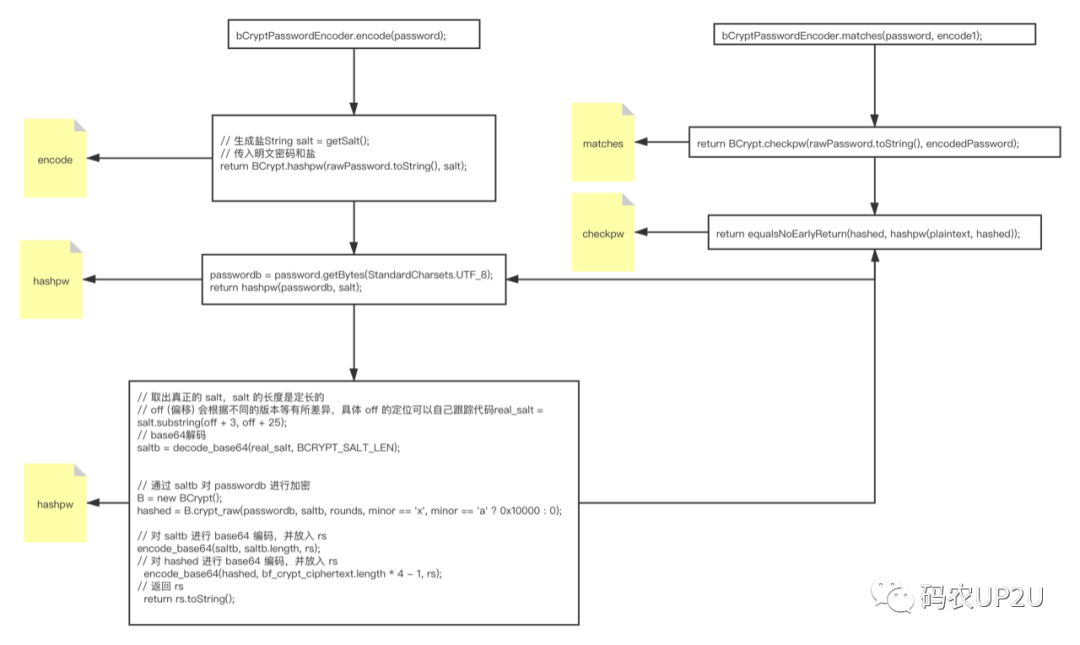 bCryptPasswordEncoder.encode(password);
bCryptPasswordEncoder.matches(password, encode1);
encode
// 生成盐String salt = getSalt();
// 传入明文密码和盐
return BCrypt.hashpw(rawPassword.toString(), salt);
matches
return BCrypt.checkpw(rawPassword.toString(), encodedPassword);
checkpw
return equalsNoEarlyReturn(hashed, hashpw(plaintext, hashed));
hashpw
passwordb = password.getBytes(StandardCharsets.UTF_8);
return hashpw(passwordb, salt);
hashpw
// 取出真正的 salt，salt 的长度是定长的
// off (偏移) 会根据不同的版本等有所差异，具体 off 的定位可以自己跟踪代码real_salt =
salt.substring(off + 3, off + 25);
// base64解码
saltb = decode_base64(real_salt, BCRYPT_SALT_LEN);
// 通过 saltb 对 passwordb 进行加密
B = new BCrypt();
hashed = B.crypt_raw(passwordb, saltb, rounds, minor == 'x', minor == 'a' ? 0x10000 : 0);
// 对 saltb 进行 base64 编码，并放入 rs
encode_base64(saltb, saltb.length, rs);
// 对 hashed 进行 base64 编码，并放入 rs
encode_base64(hashed, bf_crypt_ciphertext.length * 4 – 1, rs);
// 返回 rs
return rs.toString();
码农UP2U